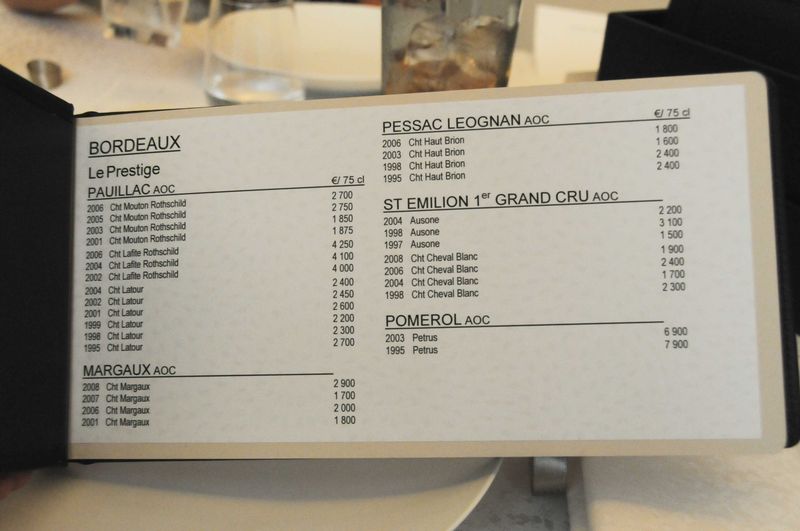 BORDEAUX
Le Prestige
PAUILLAC AOC €/ 75 cl
2006 Cht Mouton Rothschild 2 700
2005 Cht Mouton Rothschild 2 750
2003 Cht Mouton Rothschild 1 850
2001 Cht Mouton Rothschild 1 875
2006 Cht Lafite Rothschild 4 250
2004 Cht Lafite Rothschild 4 100
2002 Cht Lafite Rothschild 4 000
2004 Cht Latour 2 400
2002 Cht Latour 2 450
2001 Cht Latour 2 600
1999 Cht Latour 2 200
1998 Cht Latour 2 300
1995 Cht Latour 2 700
MARGAUX AOC
2008 Cht Margaux 2 900
2007 Cht Margaux 1 700
2006 Cht Margaux 2 000
2001 Cht Margaux 1 800
PESSAC LEOGNAN AOC €/ 75 cl
2006 Cht Haut Brion 1 800
2003 Cht Haut Brion 1 600
1998 Cht Haut Brion 2 400
1995 Cht Haut Brion 2 400
ST EMILION 1er GRAND CRU AOC
2004 Ausone 2 200
1998 Ausone 3 100
1997 Ausone 1 500
2008 Cht Cheval Blanc 1 900
2006 Cht Cheval Blanc 2 400
2004 Cht Cheval Blanc 1 700
1998 Cht Cheval Blanc 2 300
POMEROL AOC
2003 Petrus 6 900
1995 Petrus 7 900